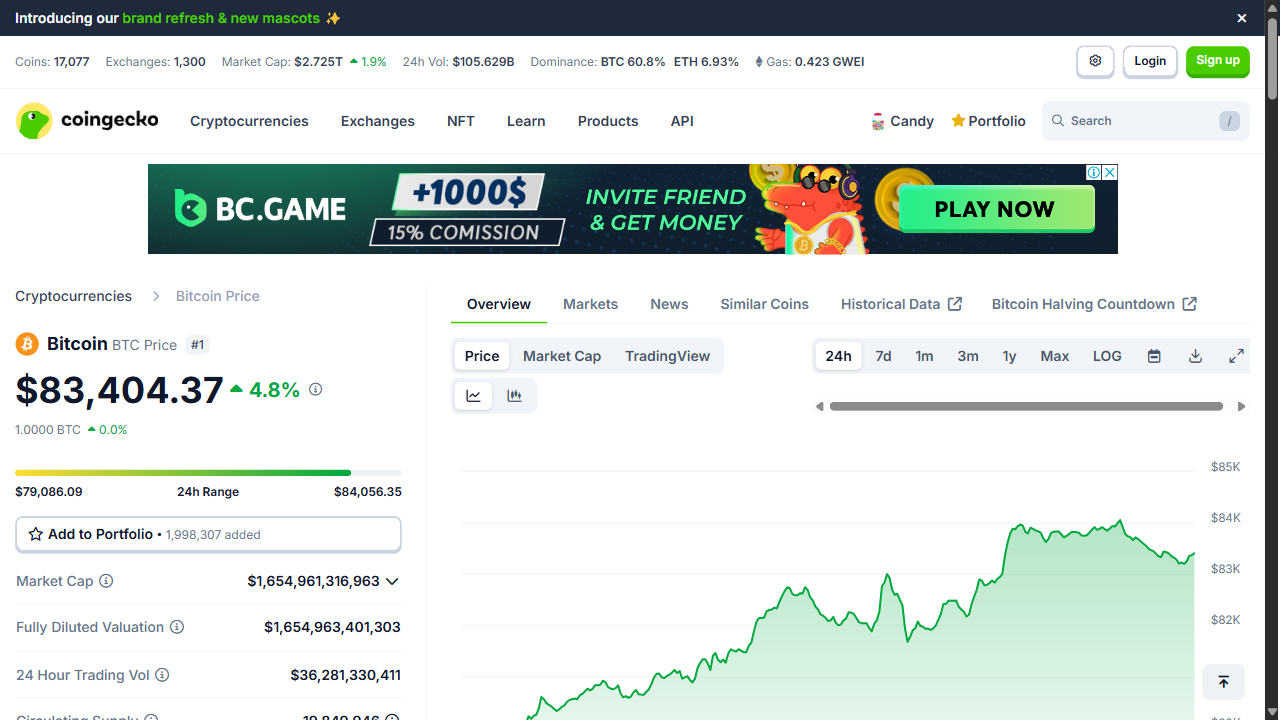 Introducing our brand refresh & new mascots ✨
Coins: 17,077 Exchanges: 1,300 Market Cap: $2.725T 1.9% 24h Vol: $105.629B Dominance: BTC 60.8% ETH 6.93% Gas: 0.423 GWEI
Login
Sign up
coingecko
Cryptocurrencies Exchanges NFT Learn Products API
Candy Portfolio
Search /
BC.GAME
+1000$
15% COMISSION
INVITE FRIEND
& GET MONEY
PLAY NOW
Cryptocurrencies > Bitcoin Price
Bitcoin BTC Price #1
$83,404.37 4.8%
1.0000 BTC 0.0%
$79,086.09 24h Range $84,056.35
Add to Portfolio • 1,998,307 added
Market Cap $1,654,961,316,963
Fully Diluted Valuation $1,654,963,401,303
24 Hour Trading Vol $36,281,330,411
Overview Markets News Similar Coins Historical Data Bitcoin Halving Countdown
Price Market Cap TradingView
24h 7d 1m 3m 1y Max LOG
$85K
$84K
$83K
$82K